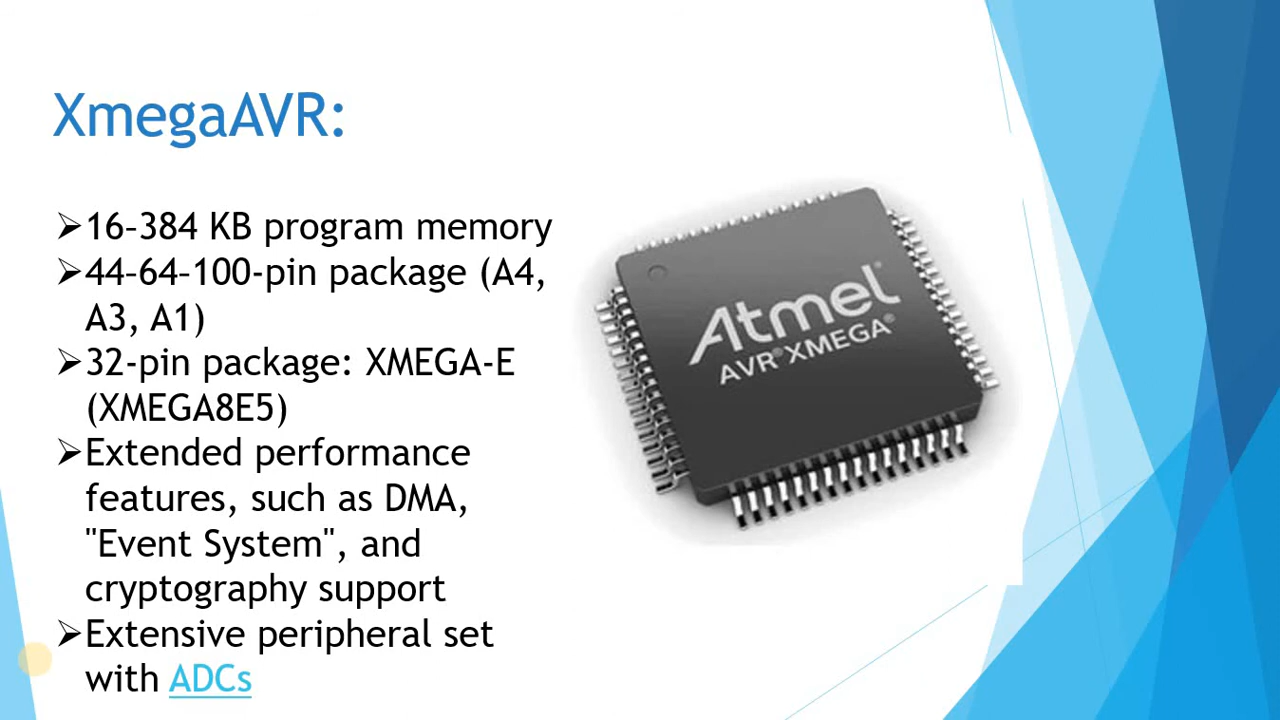 XmegaAVR:
➢16-384 KB program memory
➢44-64-100-pin package (A4,
A3, A1)
➢32-pin package: XMEGA-E
(XMEGA8E5)
➢Extended performance
features, such as DMA,
"Event System", and
cryptography support
➢Extensive peripheral set
with ADCs
Atmel®
AVR® XMEGA®